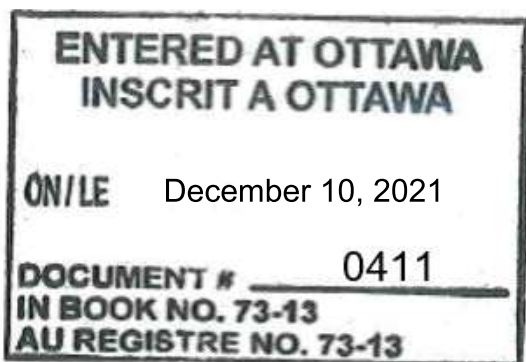 ENTERED AT OTTAWA
INSCRIT A OTTAWA
ON/LE December 10, 2021
DOCUMENT # 0411
IN BOOK NO. 73-13
AU REGISTRE NO. 73-13